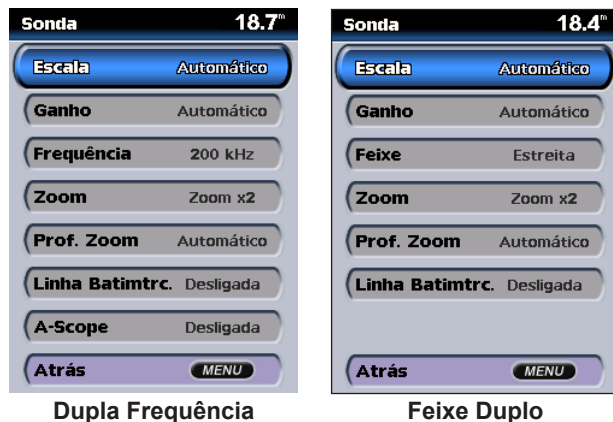 Sonda 18.7m
Escala Automático
Ganho Automático
Frequência 200 kHz
Zoom Zoom x2
Prof. Zoom Automático
Linha Batimtrc. Desligada
A-Scope Desligada
Atrás MENU
Dupla Frequência
Sonda 18.4m
Escala Automático
Ganho Automático
Feixe Estreita
Zoom Zoom x2
Prof. Zoom Automático
Linha Batimtrc. Desligada
Atrás MENU
Feixe Duplo